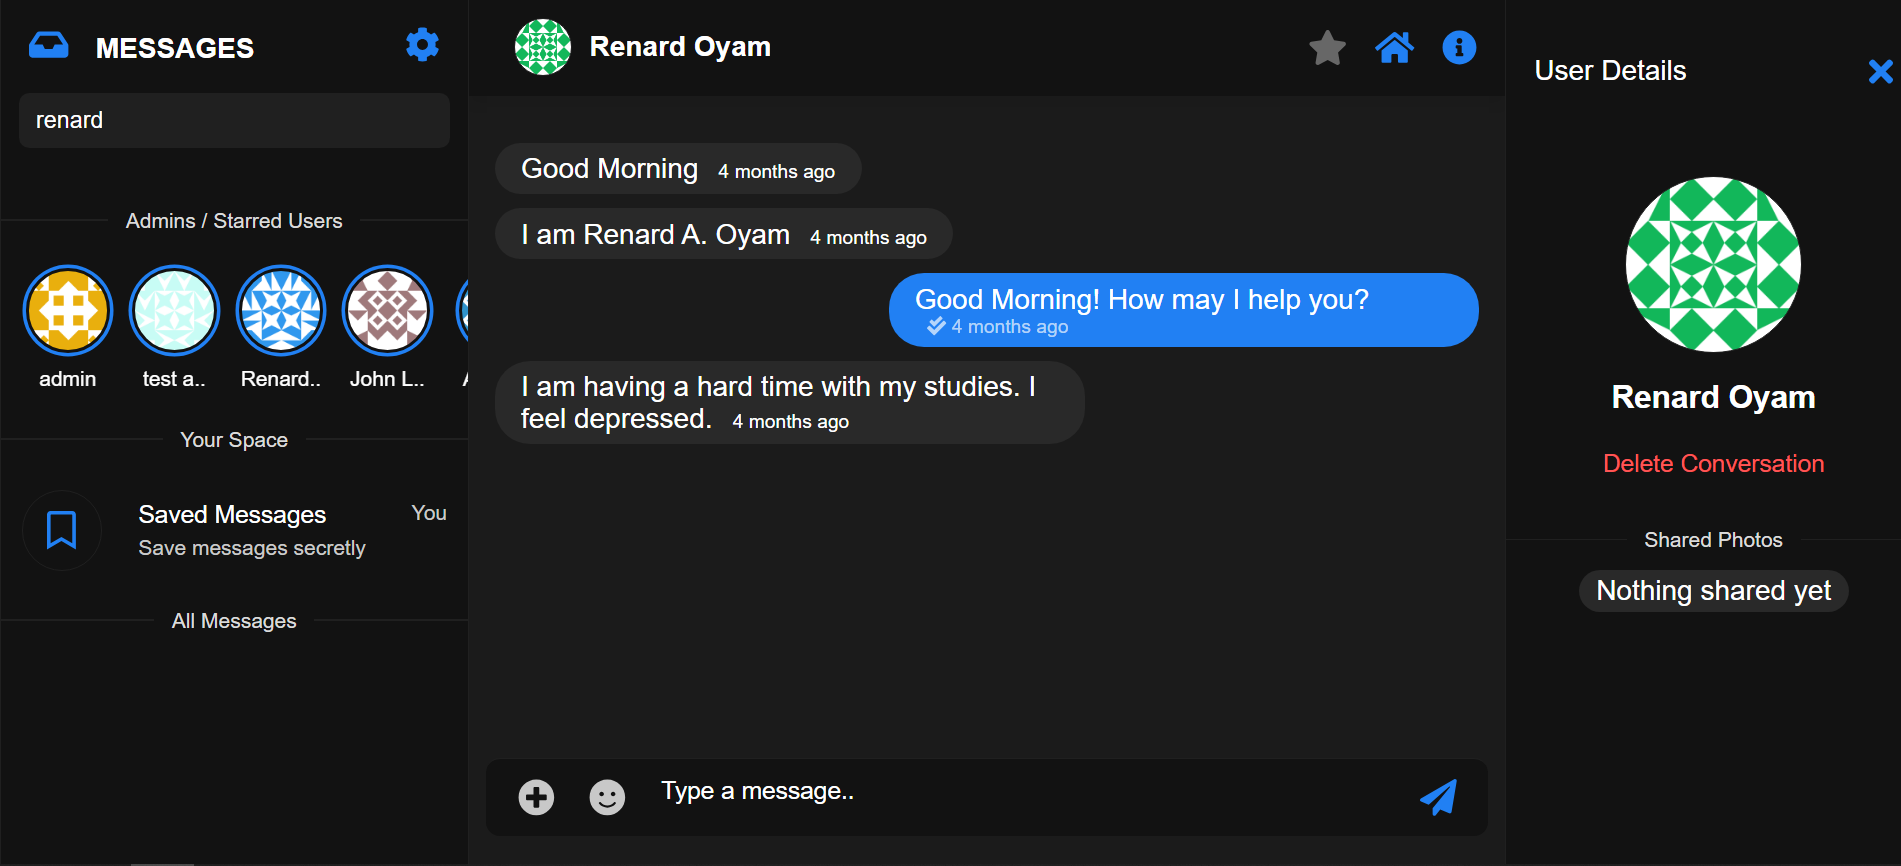 MESSAGES
renard
Admins / Starred Users
admin
test a..
Renard..
John L..
Your Space
Saved Messages
You
Save messages secretly
All Messages
Renard Oyam
Good Morning 4 months ago
I am Renard A. Oyam 4 months ago
Good Morning! How may I help you?
4 months ago
I am having a hard time with my studies. I
feel depressed. 4 months ago
Type a message..
User Details
Renard Oyam
Delete Conversation
Shared Photos
Nothing shared yet